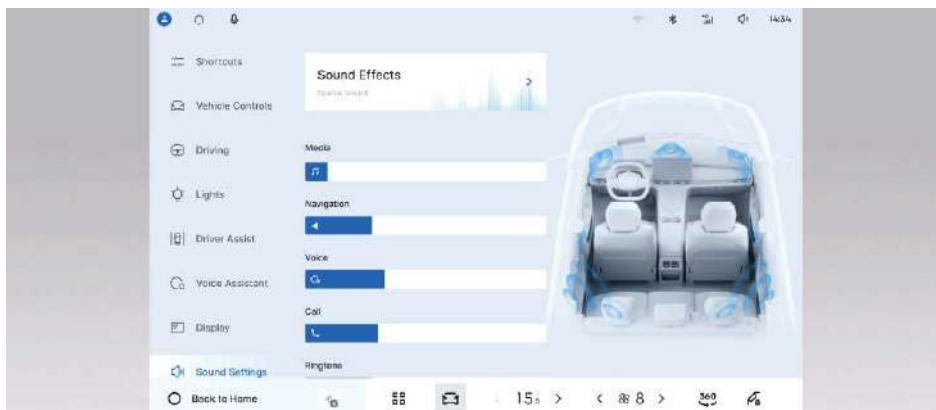 14:34
Shortcuts
Sound Effects
Vehicle Controls
Driving
Media
Lights
Navigation
Driver Assist
Voice
Voice Assistant
Call
Display
Ringtone
Sound Settings
Back to Home
15.5
8
360